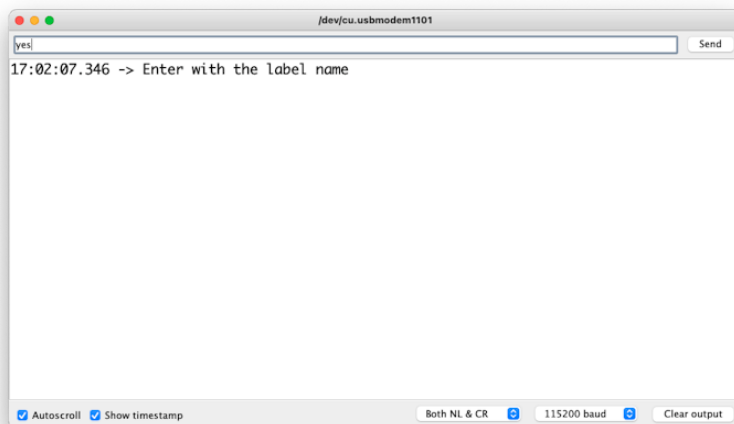 /dev/cu.usbmodem1101
yes
Send
17:02:07.346 -> Enter with the label name
Autoscroll Show timestamp Both NL & CR 115200 baud Clear output